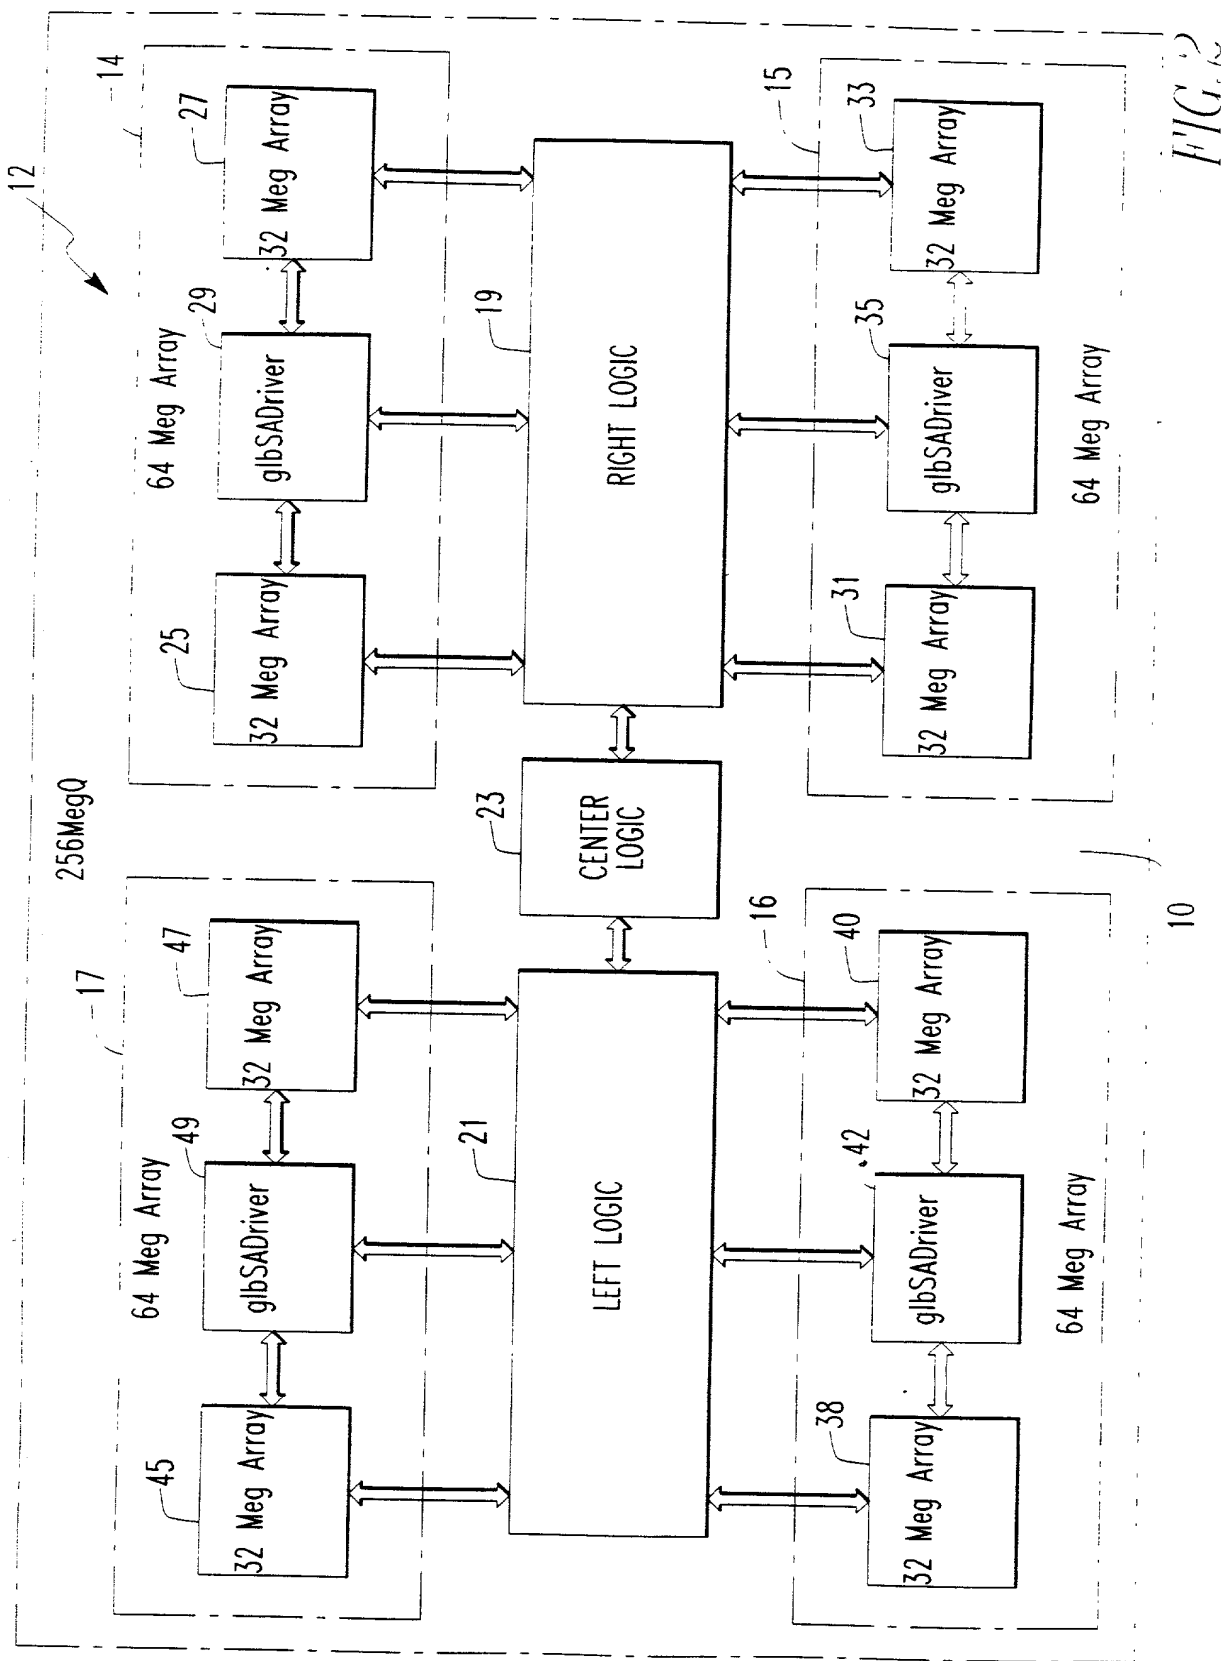 12
256MegQ
17
64 Meg Array
45
32 Meg Array
49
glbSADriver
47
32 Meg Array
14
64 Meg Array
25
32 Meg Array
29
glbSADriver
27
32 Meg Array
21
LEFT LOGIC
23
CENTER
LOGIC
19
RIGHT LOGIC
16
38
32 Meg Array
42
glbSADriver
40
32 Meg Array
64 Meg Array
15
31
32 Meg Array
35
glbSADriver
33
32 Meg Array
64 Meg Array
10
FIG. 2